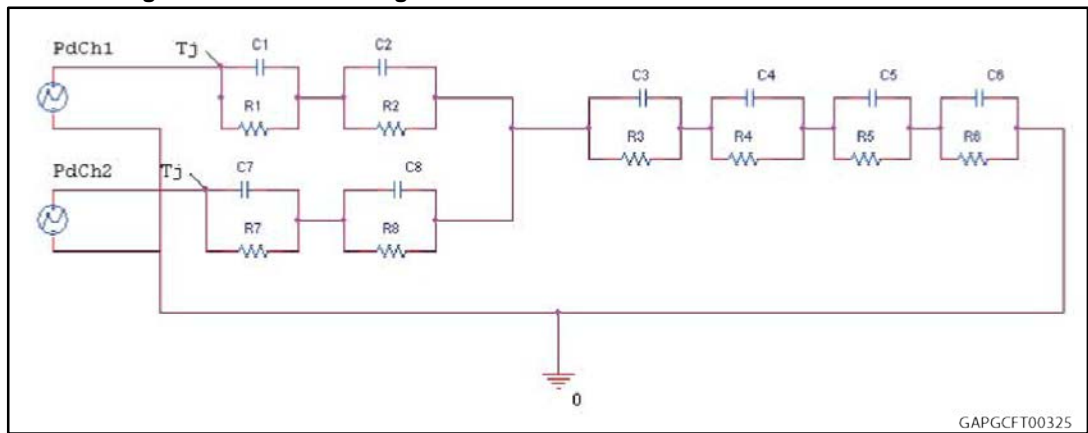 PdCh1
Tj
C1
C2
R1
R2
C3
C4
C5
C6
R3
R4
R5
R6
PdCh2
Tj
C7
C8
R7
R8
0
GAPGCFT00325